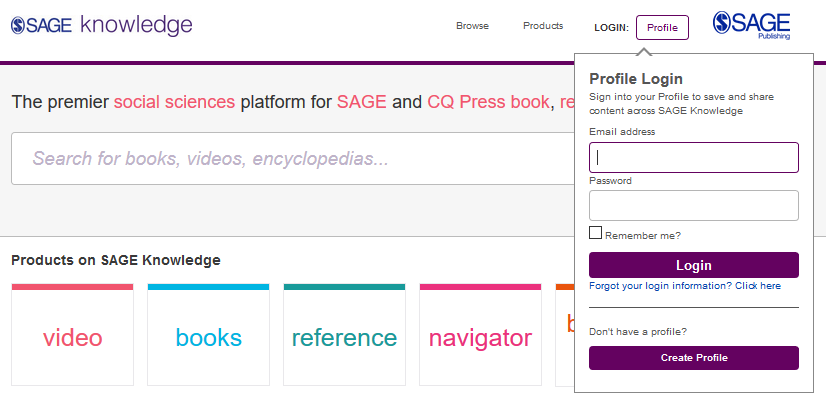 SAGE knowledge
Browse
Products
LOGIN:
Profile
SAGE
Publishing
Profile Login
Sign into your Profile to save and share
content across SAGE Knowledge
Email address
Password
Remember me?
Login
Forgot your login information? Click here
Don't have a profile?
Create Profile
The premier social sciences platform for SAGE and CQ Press book, re
Search for books, videos, encyclopedias...
Products on SAGE Knowledge
video
books
reference
navigator
b